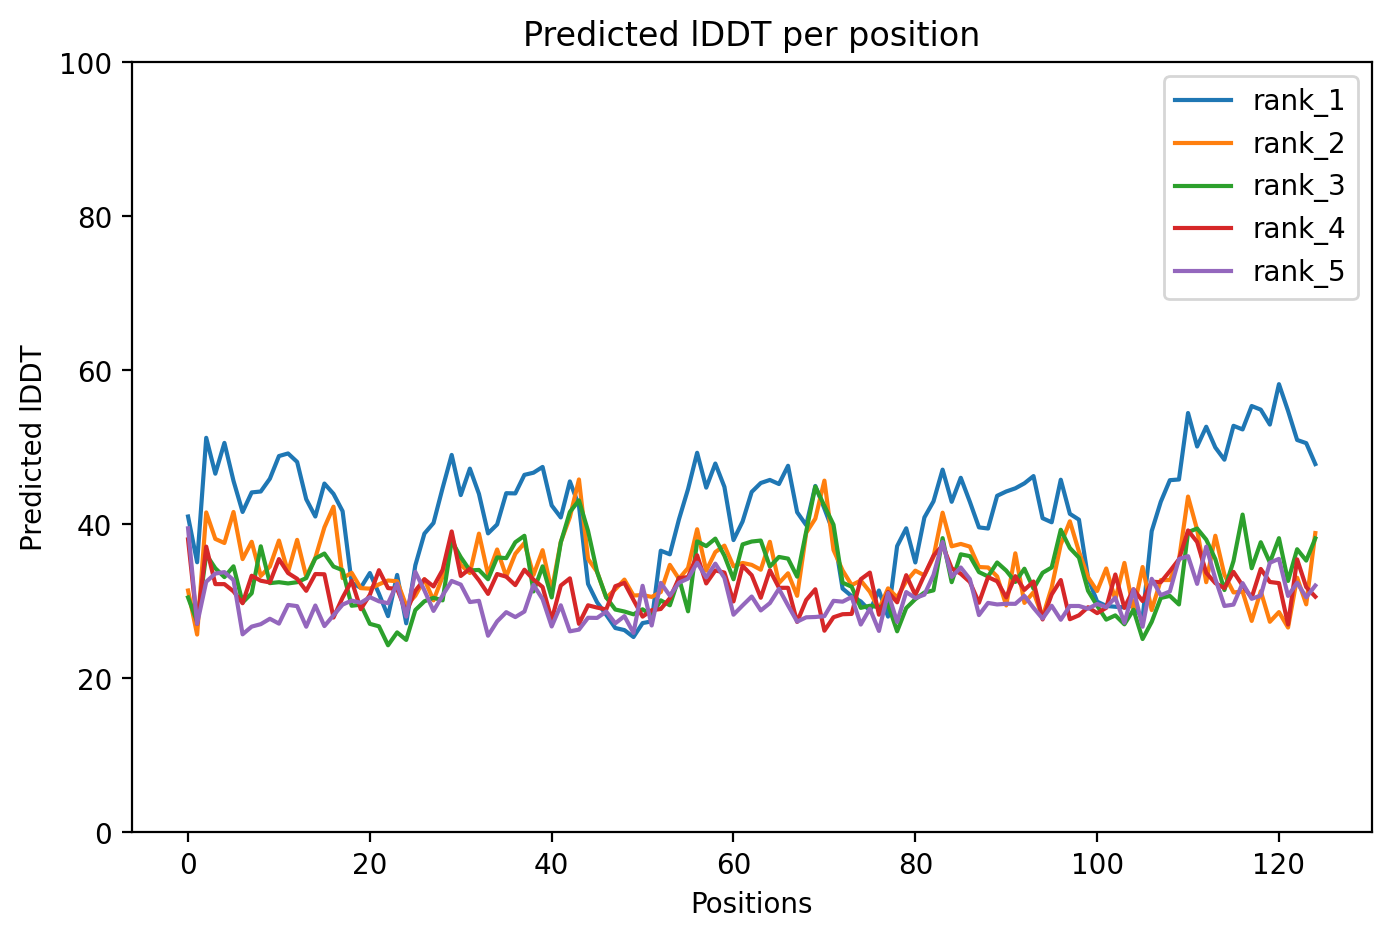 Predicted lDDT per position
100
80
60
40
20
0
Predicted lDDT
rank_1
rank_2
rank_3
rank_4
rank_5
0 20 40 60 80 100 120
Positions